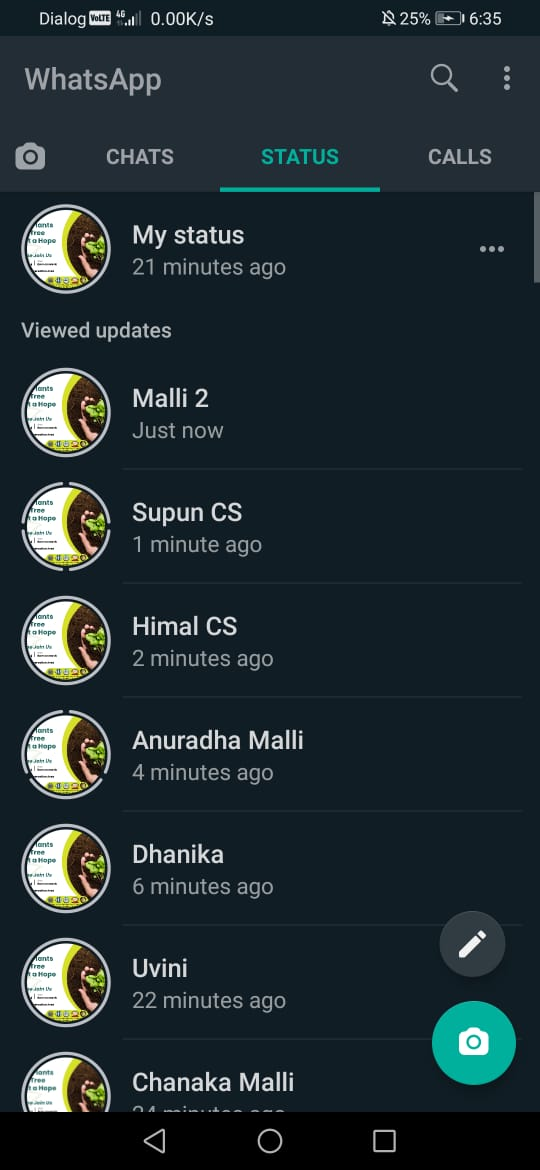 Dialog VoLTE 4G 0.00K/s 25% 6:35
WhatsApp
CHATS STATUS CALLS
My status
21 minutes ago
Viewed updates
Malli 2
Just now
Supun CS
1 minute ago
Himal CS
2 minutes ago
Anuradha Malli
4 minutes ago
Dhanika
6 minutes ago
Uvini
22 minutes ago
Chanaka Malli